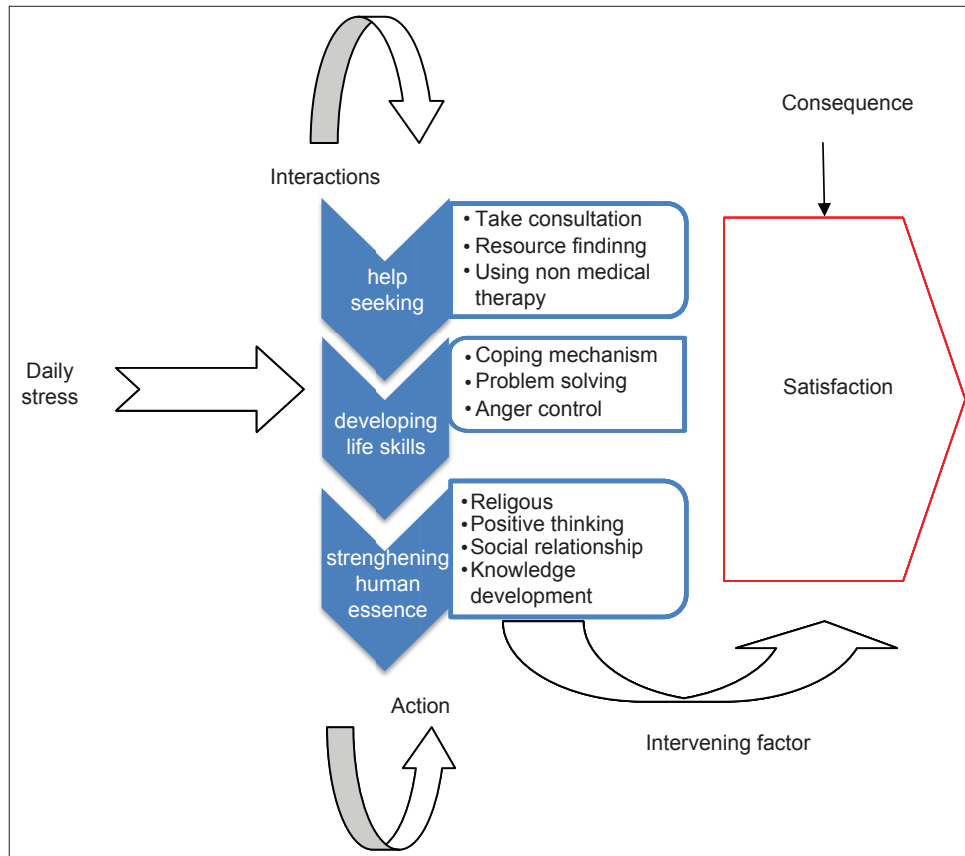 Consequence
Interactions
help
seeking
• Take consultation
• Resource findinng
• Using non medical
therapy
Daily
stress
developing
life skills
• Coping mechanism
• Problem solving
• Anger control
Satisfaction
strenghening
human
essence
• Religous
• Positive thinking
• Social relationship
• Knowledge
development
Action
Intervening factor